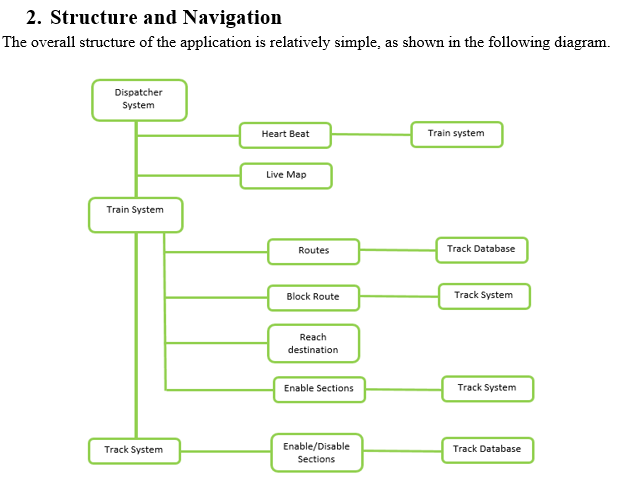 2. Structure and Navigation
The overall structure of the application is relatively simple, as shown in the following diagram.
Dispatcher
System
Heart Beat
Train system
Live Map
Train System
Routes
Track Database
Block Route
Track System
Reach
destination
Enable Sections
Track System
Track System
Enable/Disable
Sections
Track Database